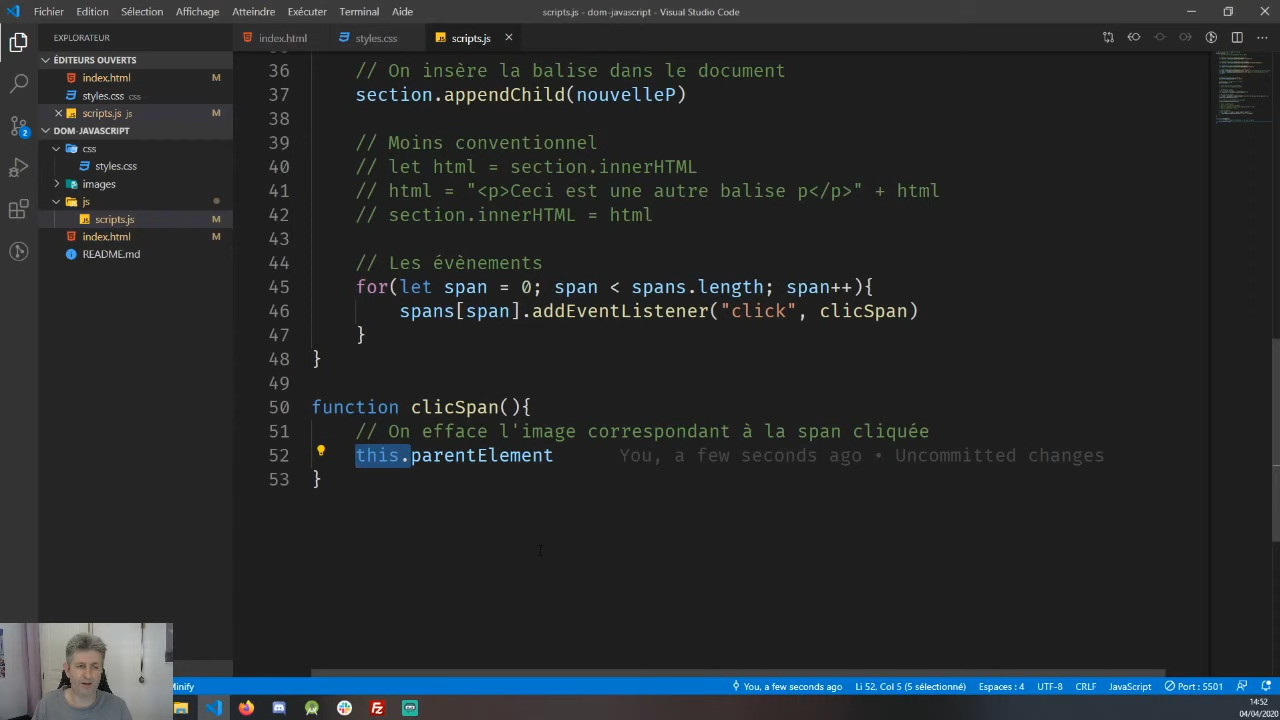 Fichier Edition Sélection Affichage Atteindre Exécuter Terminal Aide
scripts.js - dom-javascript - Visual Studio Code
EXPLORATEUR
index.html
styles.css
scripts.js
ÉDITEURS OUVERTS
index.html M
styles.css css
scripts.js js M
DOM-JAVASCRIPT
css
styles.css
images
js
scripts.js M
index.html M
README.md
2
36 // On insère la balise dans le document
37 section.appendChild(nouvelleP)
38
39 // Moins conventionnel
40 // let html = section.innerHTML
41 // html = "<p>Ceci est une autre balise p</p>" + html
42 // section.innerHTML = html
43
44 // Les évènements
45 for(let span = 0; span < spans.length; span++){
46 spans[span].addEventListener("click", clicSpan)
47 }
48 }
49
50 function clicSpan(){
51 // On efface l'image correspondant à la span cliquée
52 this.parentElement You, a few seconds ago • Uncommitted changes
53 }
Minify
You, a few seconds ago
Li 52, Col 5 (5 sélectionné)
Espaces : 4
UTF-8
CRLF
JavaScript
Port : 5501
14:52
04/04/2020